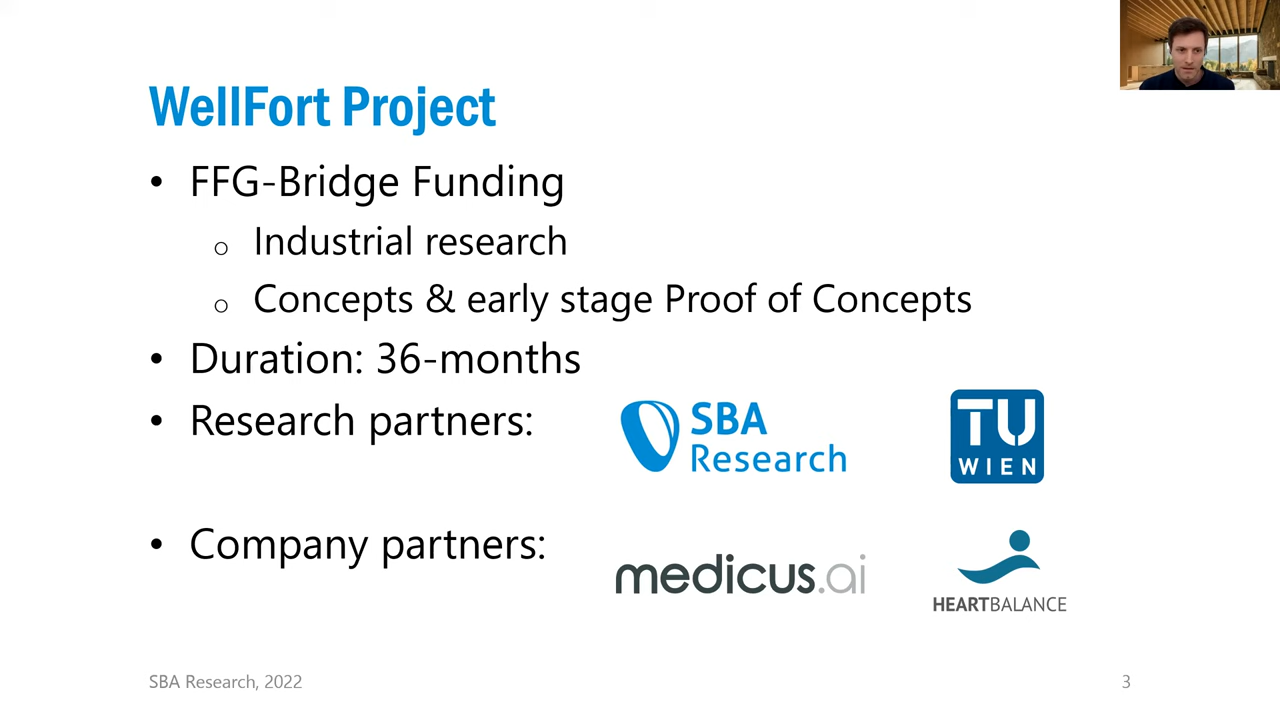 WellFort Project
• FFG-Bridge Funding
o Industrial research
o Concepts & early stage Proof of Concepts
• Duration: 36-months
• Research partners:
SBA
Research
TU
WIEN
• Company partners:
medicus.ai
HEARTBALANCE
SBA Research, 2022
3